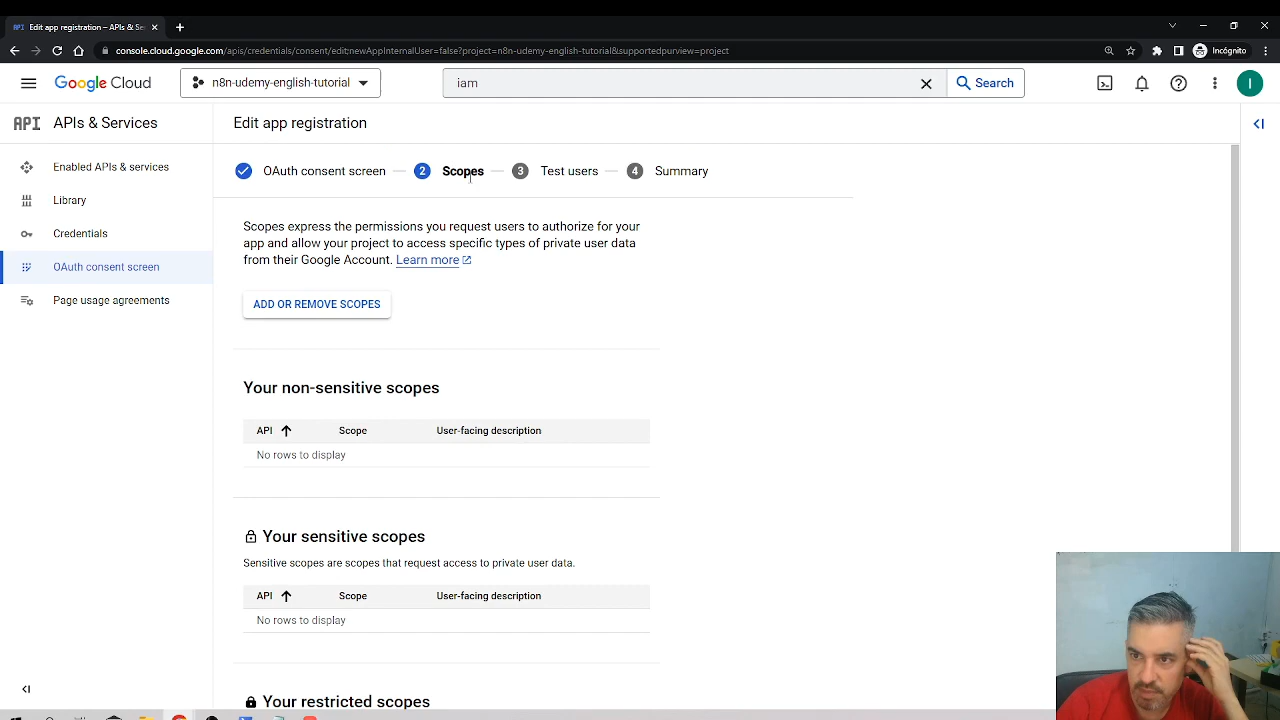 API Edit app registration – APIs & Se
console.cloud.google.com/apis/credentials/consent/edit;newAppInternalUser=false?project=n8n-udemy-english-tutorial&supportedpurview=project
Incógnito
Google Cloud
n8n-udemy-english-tutorial
iam
Search
I
API APIs & Services
Edit app registration
Enabled APIs & services
Library
Credentials
OAuth consent screen
Page usage agreements
OAuth consent screen
2 Scopes
3 Test users
4 Summary
Scopes express the permissions you request users to authorize for your
app and allow your project to access specific types of private user data
from their Google Account. Learn more
ADD OR REMOVE SCOPES
Your non-sensitive scopes
API Scope User-facing description
No rows to display
Your sensitive scopes
Sensitive scopes are scopes that request access to private user data.
API Scope User-facing description
No rows to display
Your restricted scopes